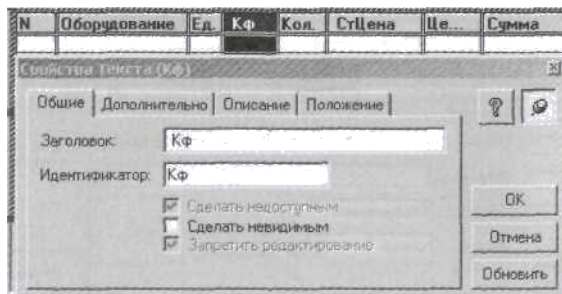 N Оборудование Ед. Кф Кол. СтЦена Це... Сумма
Свойства Текста (Кф)
Общие Дополнительно Описание Положение
?
Заголовок: Кф
Идентификатор: Кф
Сделать недоступным
Сделать невидимым
Запретить редактирование
OK
Отмена
Обновить